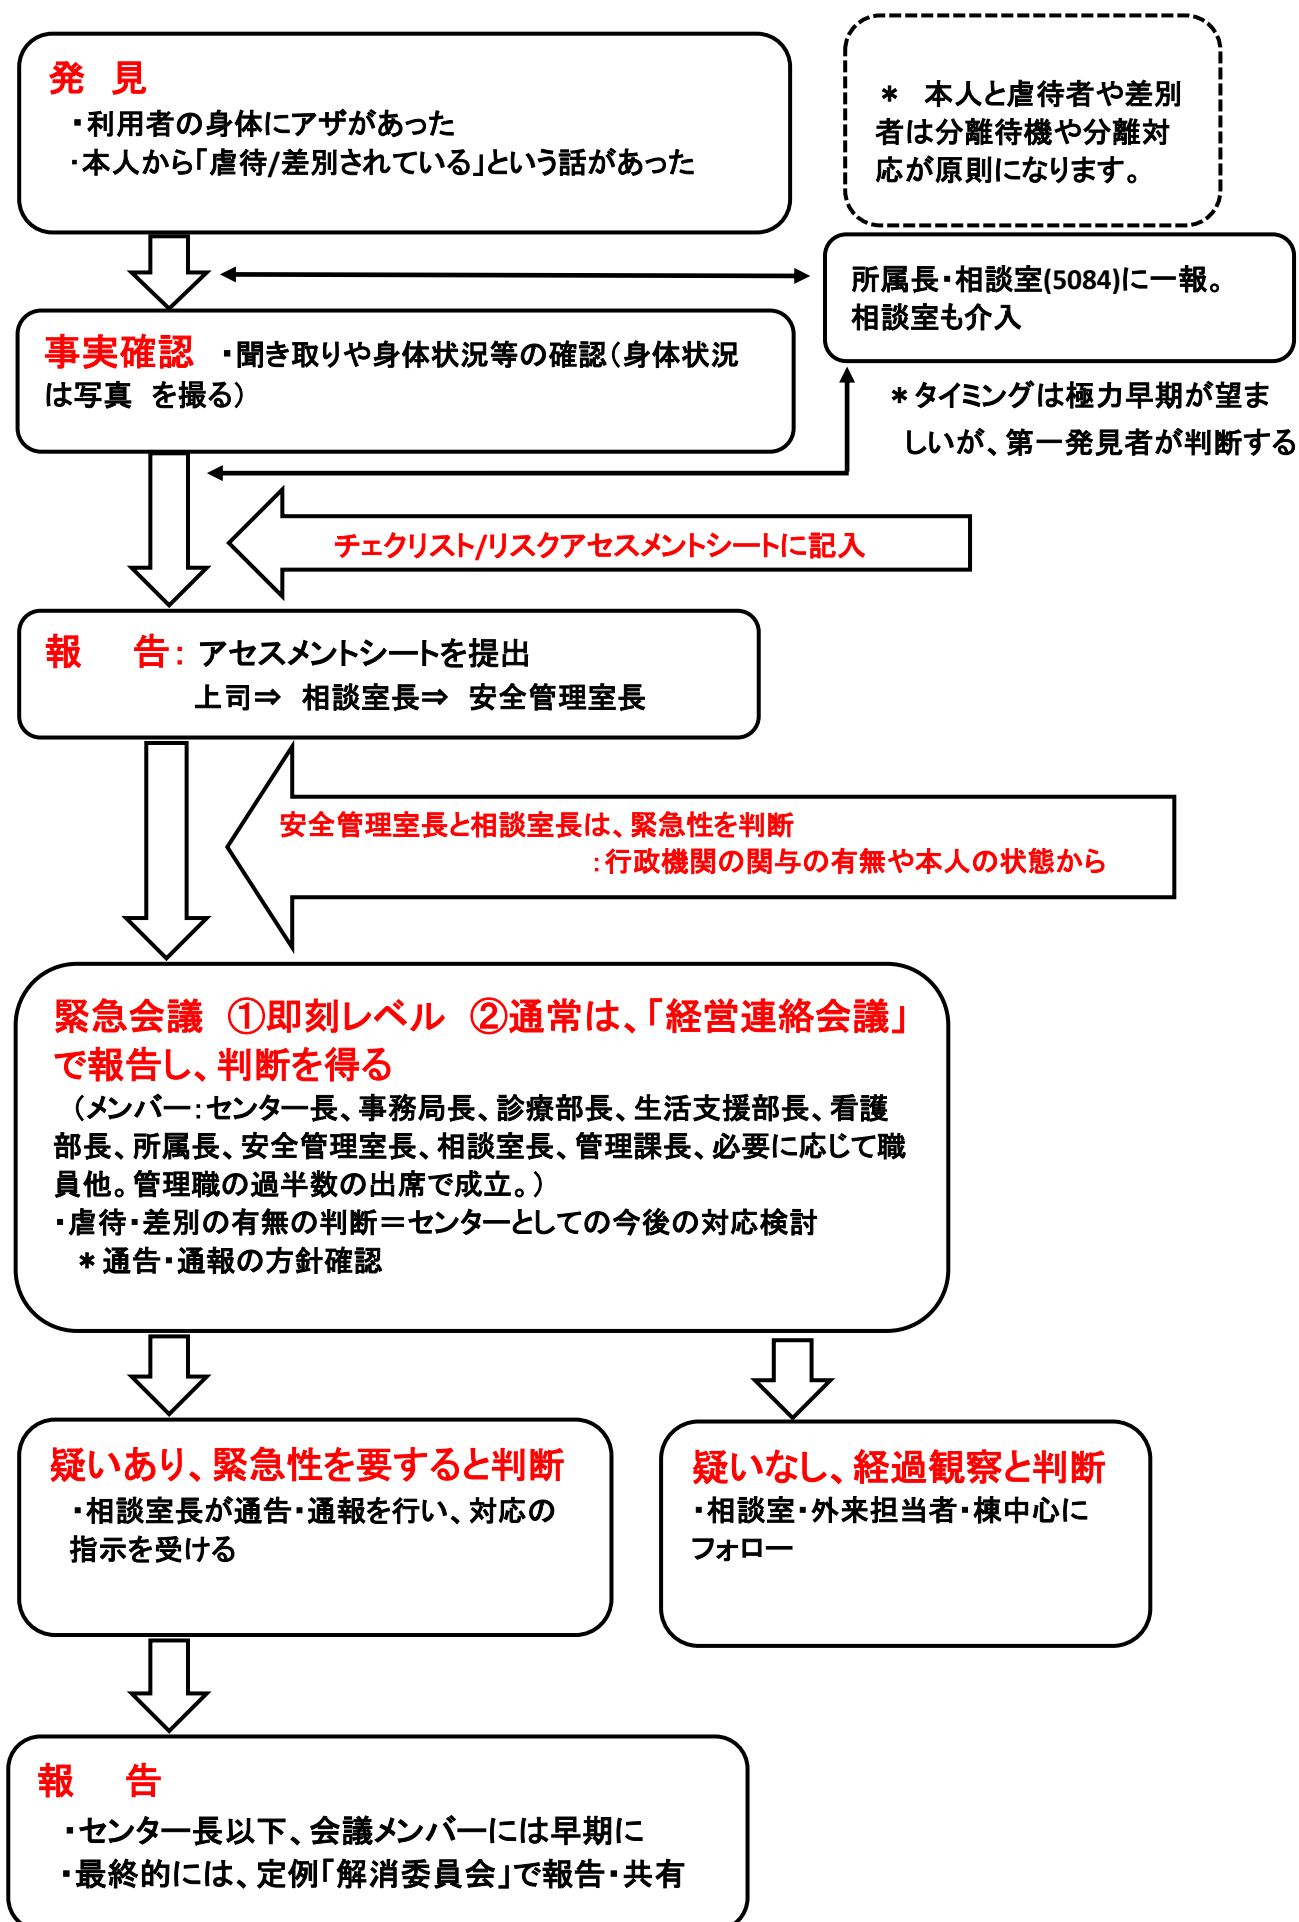 発　見
・利用者の身体にアザがあった
・本人から「虐待/差別されている」という話があった
＊　本人と虐待者や差別
者は分離待機や分離対
応が原則になります。
所属長・相談室(5084)に一報。
相談室も介入
事実確認　・聞き取りや身体状況等の確認（身体状況
は写真　を撮る）
＊タイミングは極力早期が望ま
しいが、第一発見者が判断する
チェクリスト/リスクアセスメントシートに記入
報　　告： アセスメントシートを提出
上司⇒　相談室長⇒　安全管理室長
安全管理室長と相談室長は、緊急性を判断
：行政機関の関与の有無や本人の状態から
緊急会議　①即刻レベル　②通常は、「経営連絡会議」
で報告し、判断を得る
（メンバー：センター長、事務局長、診療部長、生活支援部長、看護
部長、所属長、安全管理室長、相談室長、管理課長、必要に応じて職
員他。管理職の過半数の出席で成立。）
・虐待・差別の有無の判断＝センターとしての今後の対応検討
＊通告・通報の方針確認
疑いあり、緊急性を要すると判断
・相談室長が通告・通報を行い、対応の
指示を受ける
疑いなし、経過観察と判断
・相談室・外来担当者・棟中心に
フォロー
報　　告
・センター長以下、会議メンバーには早期に
・最終的には、定例「解消委員会」で報告・共有